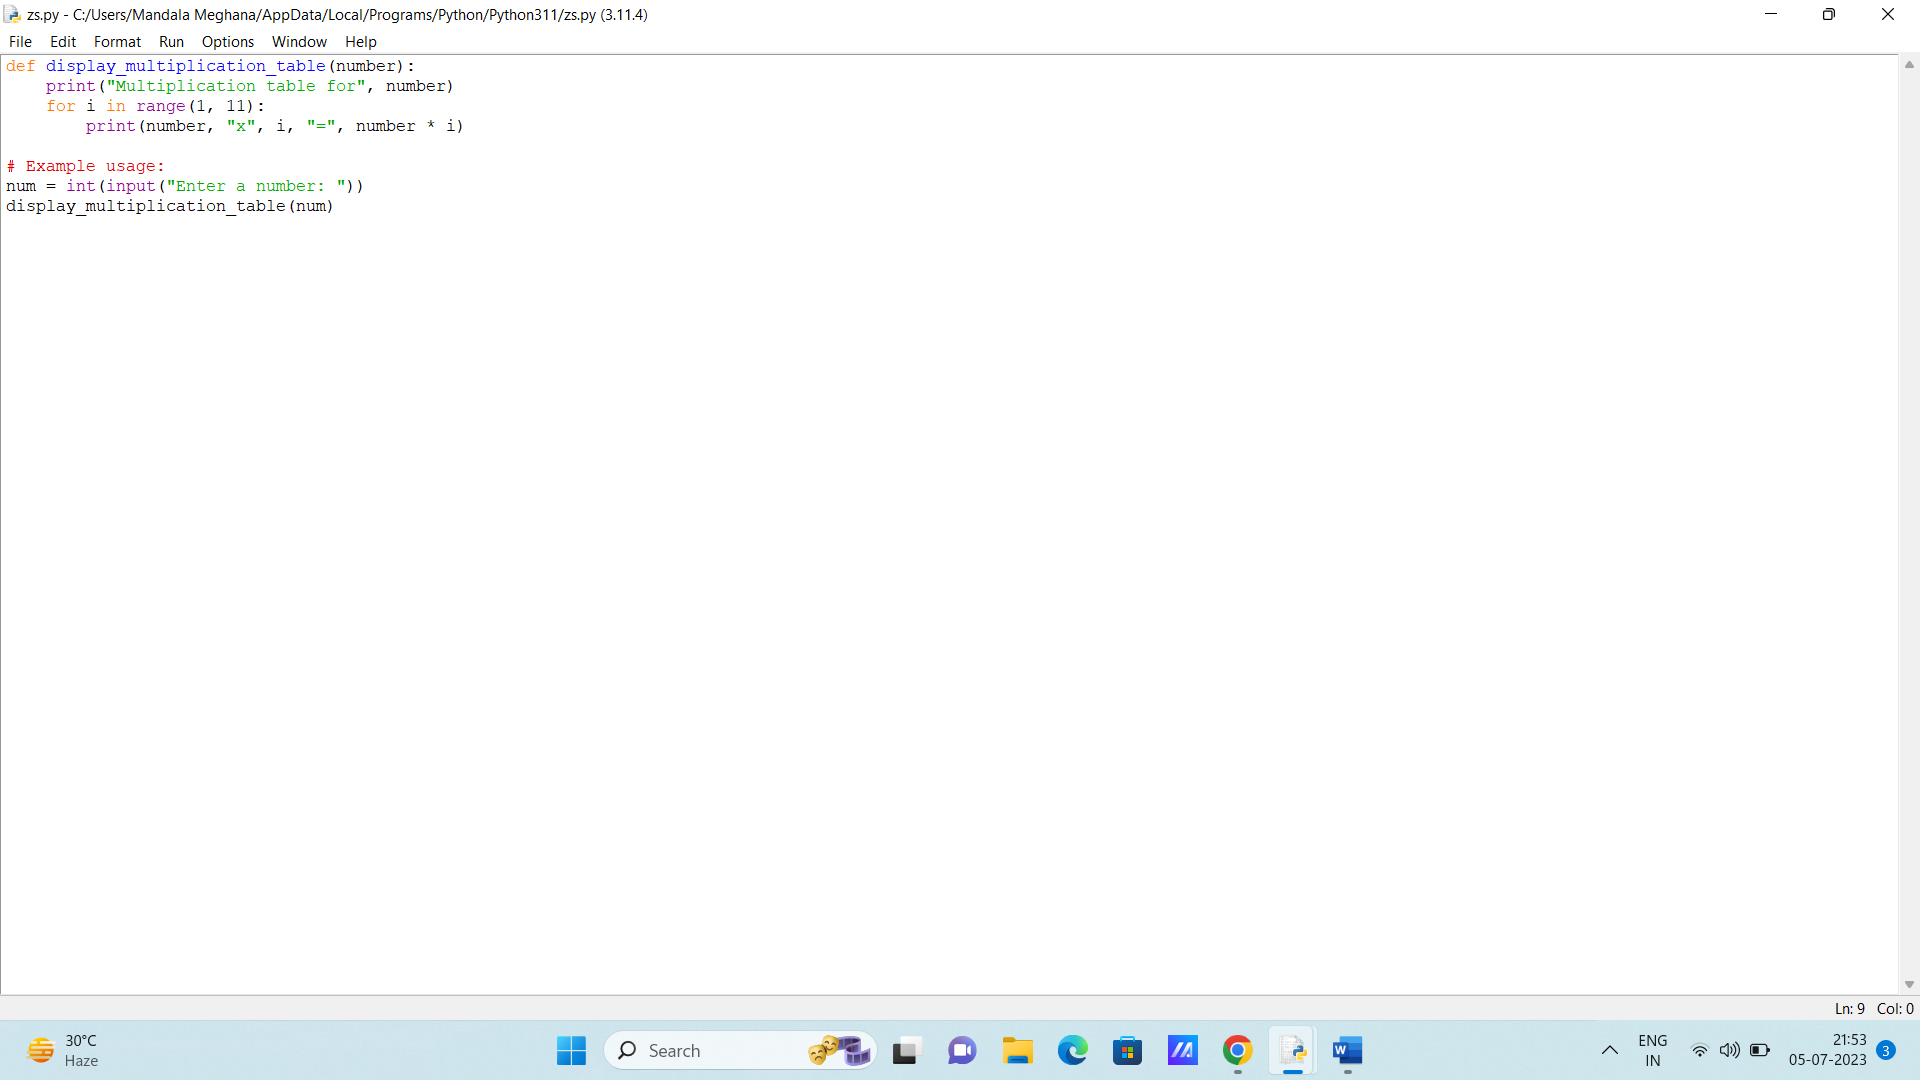 zs.py - C:/Users/Mandala Meghana/AppData/Local/Programs/Python/Python311/zs.py (3.11.4)
File Edit Format Run Options Window Help
def display_multiplication_table(number):
    print("Multiplication table for", number)
    for i in range(1, 11):
        print(number, "x", i, "=", number * i)

# Example usage:
num = int(input("Enter a number: "))
display_multiplication_table(num)
Ln: 9 Col: 0
30°C
Haze
Search
W
ENG
IN
21:53
05-07-2023
3